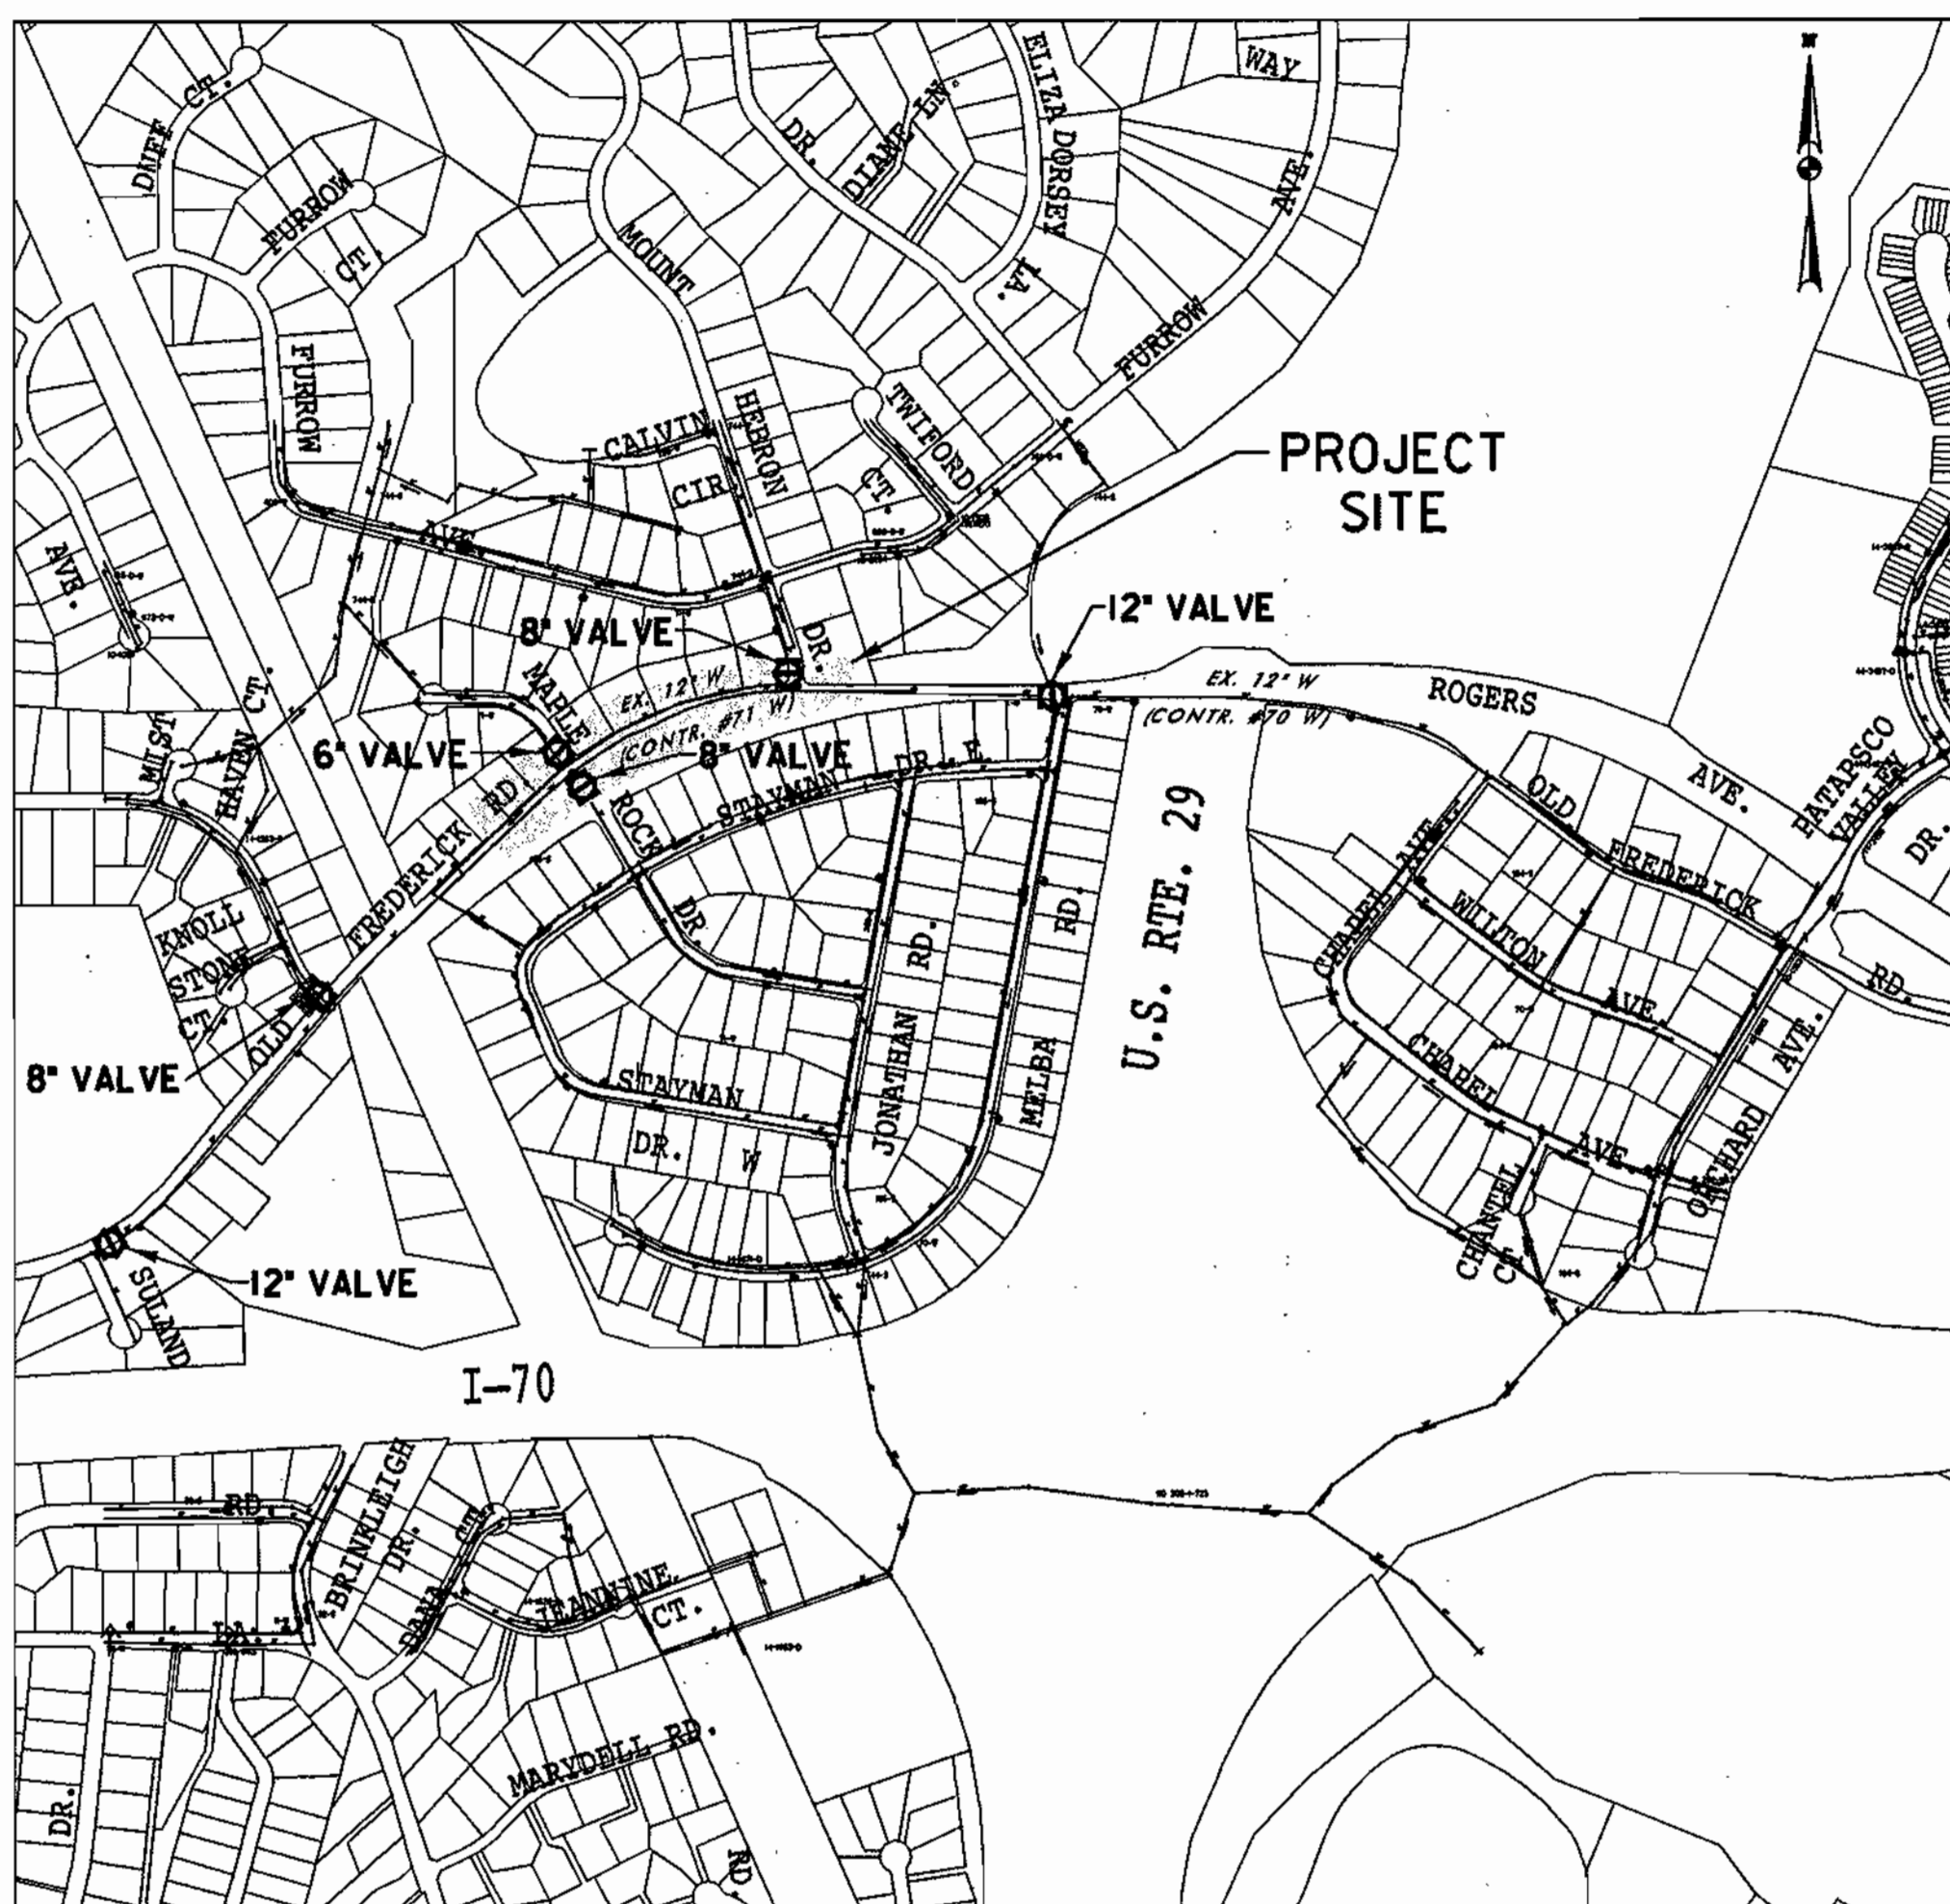 N
DUFF CT.
FURROW CT.
MOUNT HEBRON DR.
DR.
DIANE LN.
ELIZA DORSEY LA.
WAY
FURROW AVE.
FURROW AVE
CALVIN CIR
TWIFORD CT.
PROJECT
SITE
AVE.
8" VALVE
12" VALVE
MAPLE RD.
EX. 12" W
(CONTR. #71 W)
EX. 12" W
(CONTR. #70 W)
ROGERS AVE.
6" VALVE
8" VALVE
MIST
HAVEN CT.
ROCK DR
STAYMAN DR. E.
OLD FREDERICK
PATAPSCO
VALLEY
DR.
OLD FREDERICK RD.
KNOLL
STONE
CT.
CHAPEL AVE
WILTON AVE.
CHAPEL AVE
ORCHARD AVE.
CHANTEL
CT.
JONATHAN RD.
MELBA RD.
U.S. RTE. 29
STAYMAN
DR. W
8" VALVE
12" VALVE
SULAND
I-70
RD
BRINKLEIGH
DR.
DANA CT.
JEANNINE
CT.
LA.
MARYDELL RD.
DR.
RD.